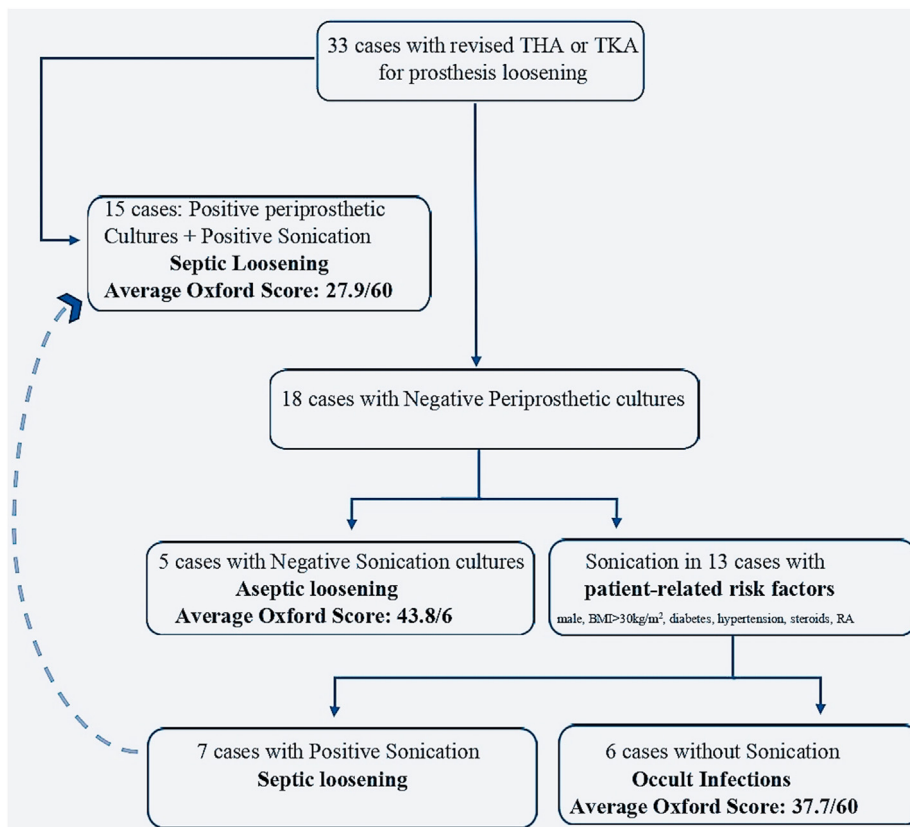 33 cases with revised THA or TKA
for prosthesis loosening
15 cases: Positive periprosthetic
Cultures + Positive Sonication
Septic Loosening
Average Oxford Score: 27.9/60
18 cases with Negative Periprosthetic cultures
5 cases with Negative Sonication cultures
Aseptic loosening
Average Oxford Score: 43.8/6
Sonication in 13 cases with
patient-related risk factors
male, BMI>30kg/m², diabetes, hypertension, steroids, RA
7 cases with Positive Sonication
Septic loosening
6 cases without Sonication
Occult Infections
Average Oxford Score: 37.7/60